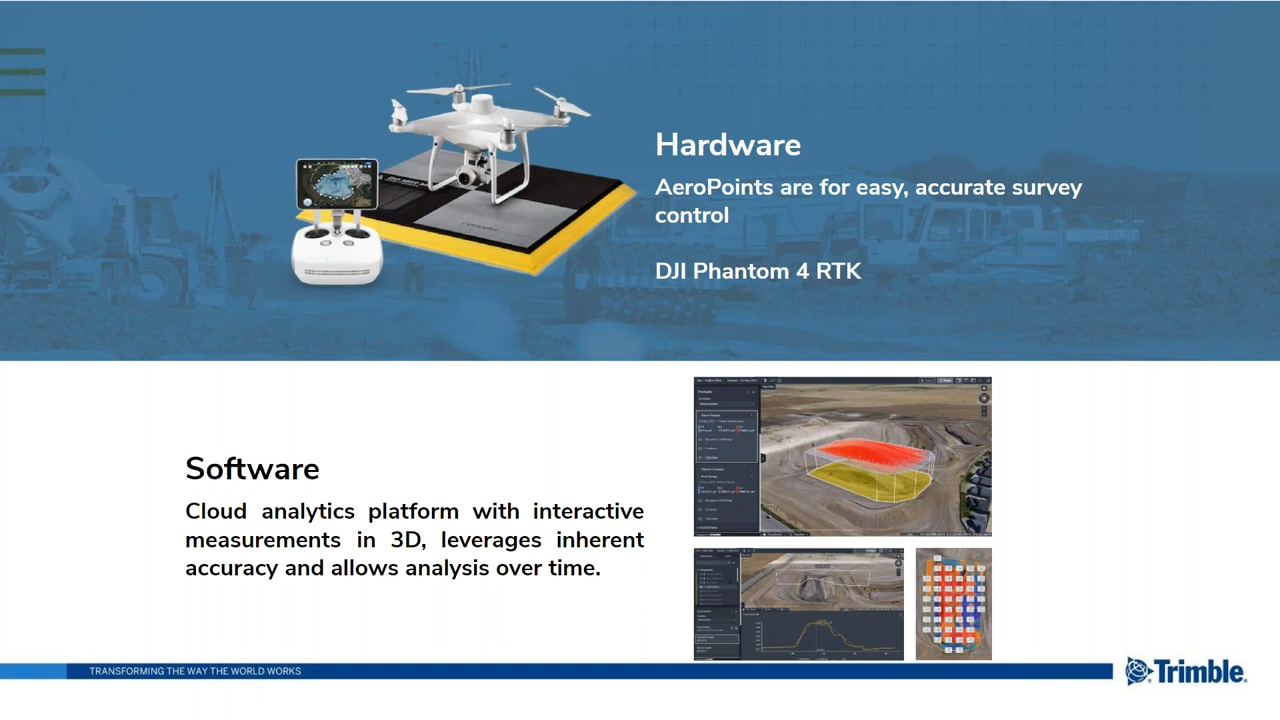 Hardware
AeroPoints are for easy, accurate survey
control
DJI Phantom 4 RTK
Software
Cloud analytics platform with interactive
measurements in 3D, leverages inherent
accuracy and allows analysis over time.
TRANSFORMING THE WAY THE WORLD WORKS
Trimble